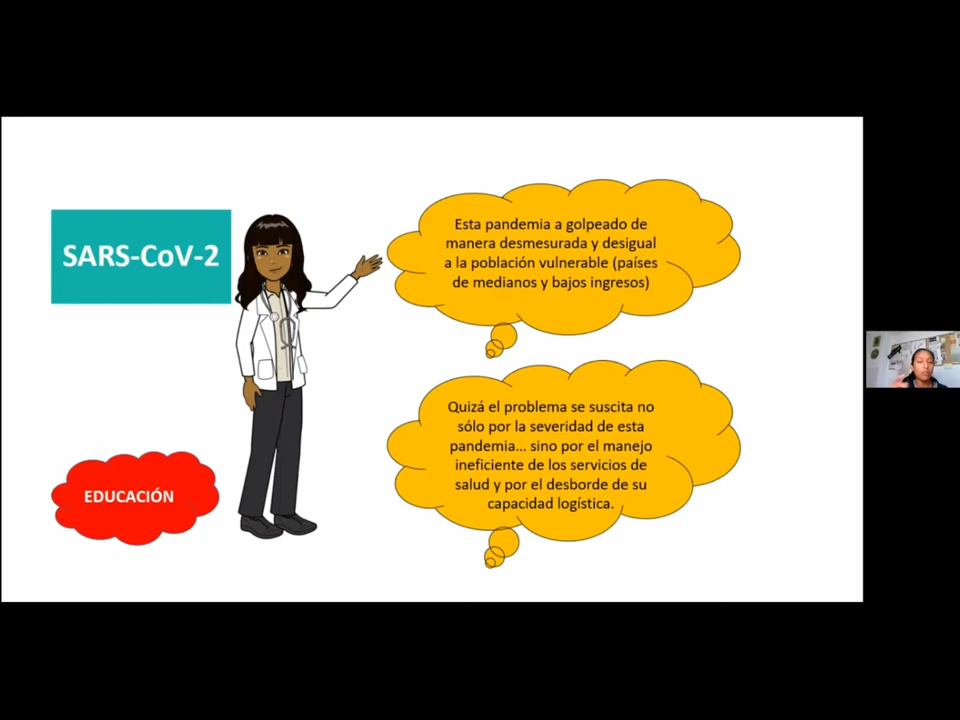 SARS-CoV-2
Esta pandemia a golpeado de
manera desmesurada y desigual
a la población vulnerable (países
de medianos y bajos ingresos)
Quizá el problema se suscita no
sólo por la severidad de esta
pandemia... sino por el manejo
ineficiente de los servicios de
salud y por el desborde de su
capacidad logística.
EDUCACIÓN